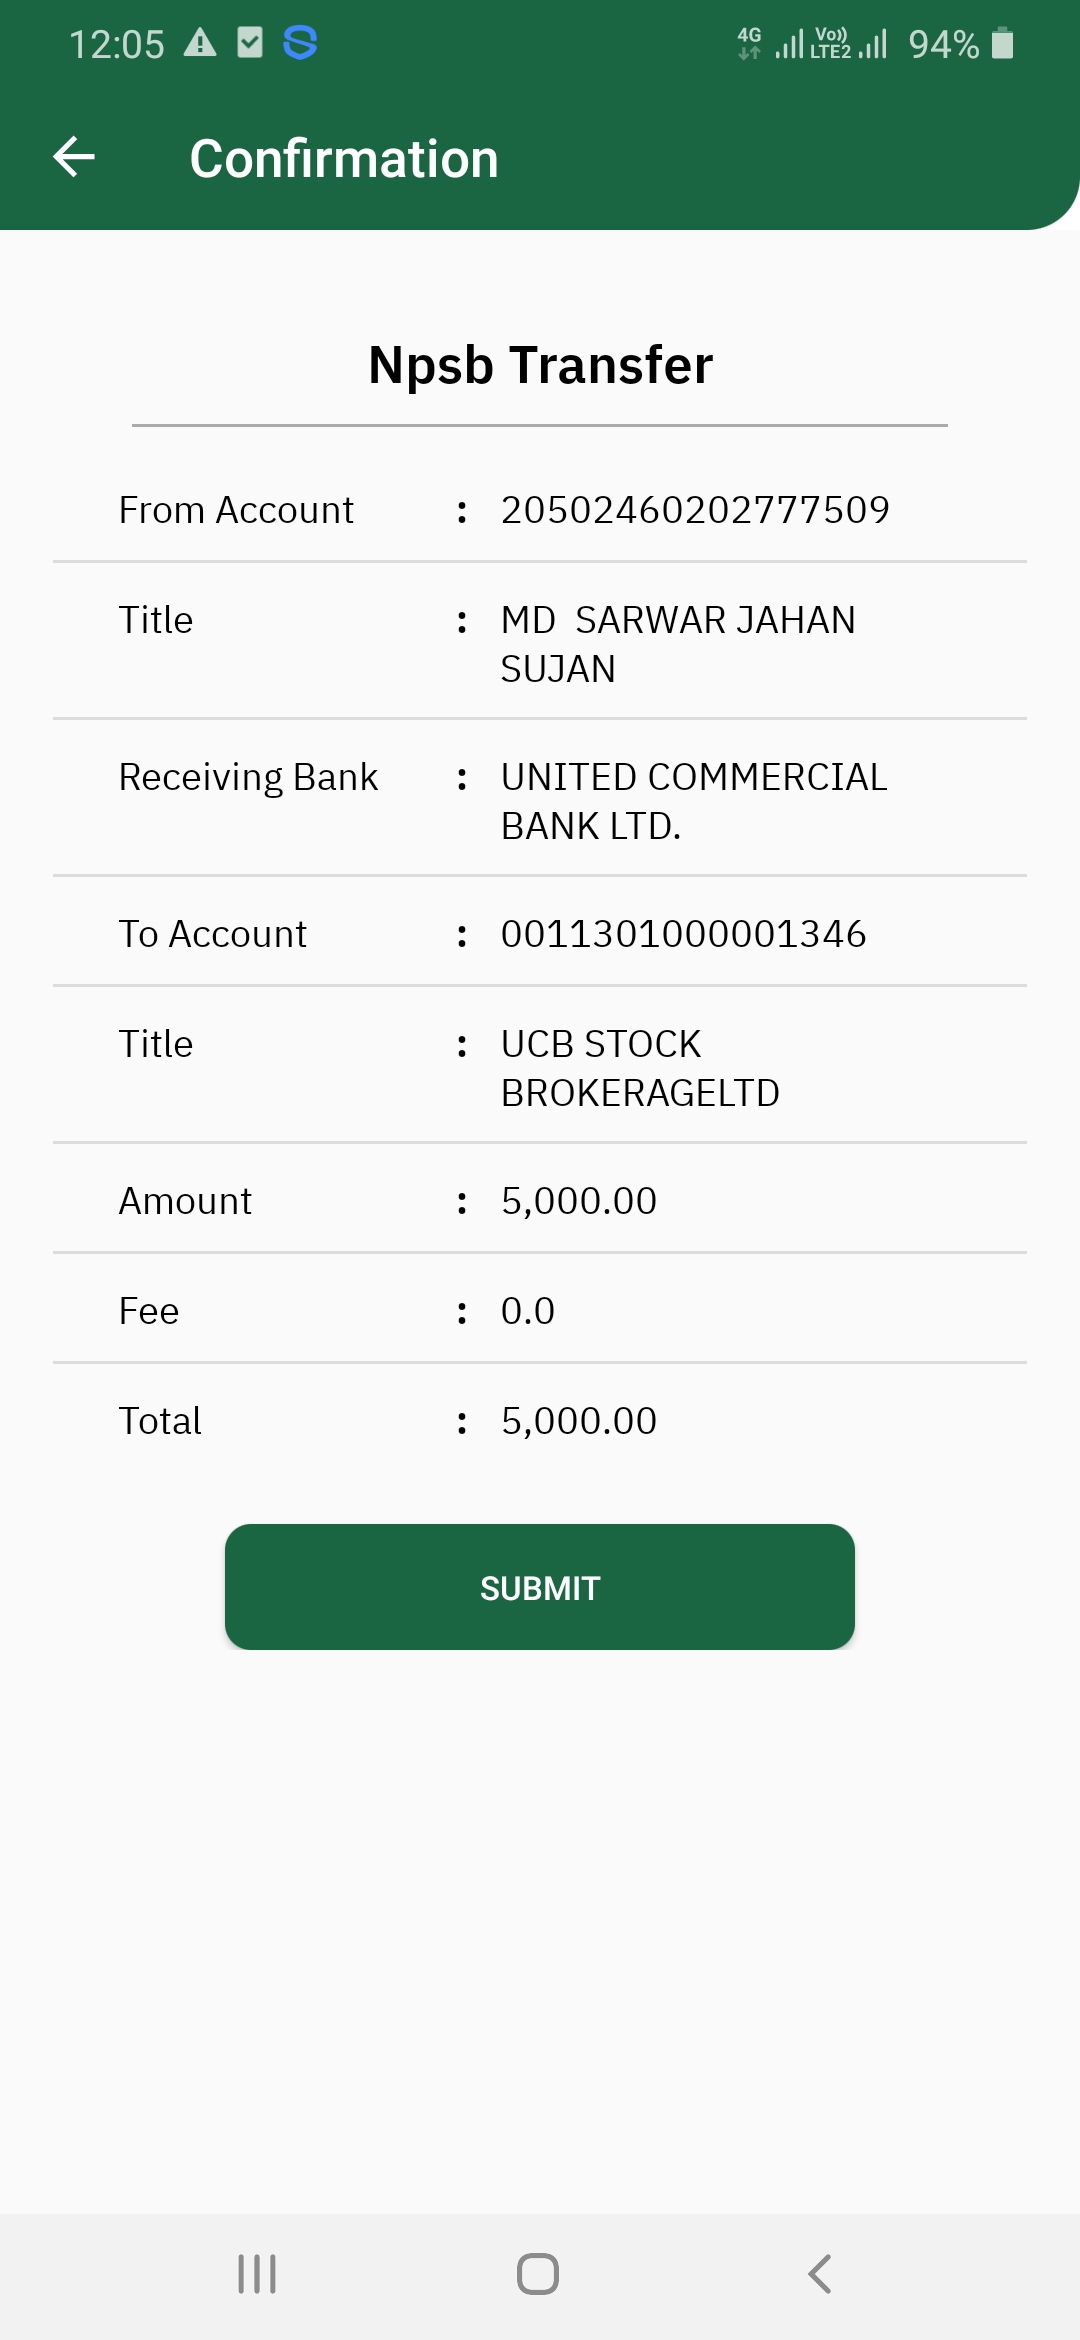 12:05 4G Vo)) LTE2 94%
Confirmation
Npsb Transfer
From Account : 20502460202777509
Title : MD  SARWAR JAHAN
SUJAN
Receiving Bank : UNITED COMMERCIAL
BANK LTD.
To Account : 0011301000001346
Title : UCB STOCK
BROKERAGELTD
Amount : 5,000.00
Fee : 0.0
Total : 5,000.00
SUBMIT